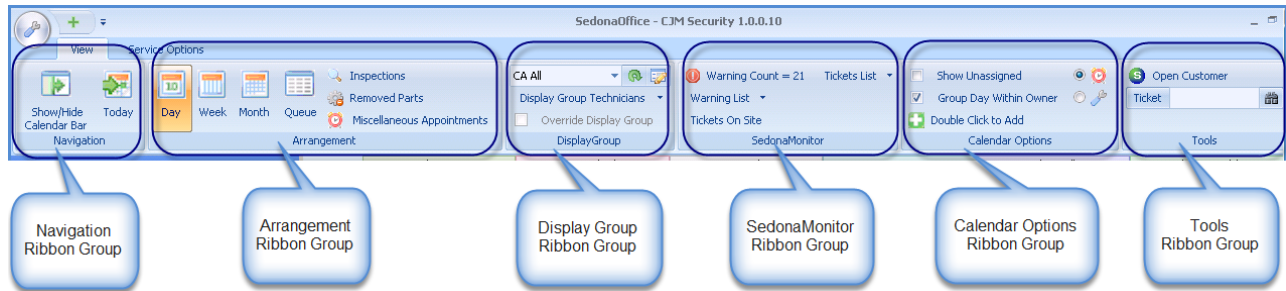 SedonaOffice - CJM Security 1.0.0.10
View Service Options
Show/Hide
Calendar Bar
Today
Navigation
10
Day
Week
Month
Queue
Inspections
Removed Parts
Miscellaneous Appointments
Arrangement
CA All
Display Group Technicians
Override Display Group
DisplayGroup
Warning Count = 21 Tickets List
Warning List
Tickets On Site
SedonaMonitor
Show Unassigned
Group Day Within Owner
Double Click to Add
Calendar Options
S Open Customer
Ticket
Tools
Navigation
Ribbon Group
Arrangement
Ribbon Group
Display Group
Ribbon Group
SedonaMonitor
Ribbon Group
Calendar Options
Ribbon Group
Tools
Ribbon Group